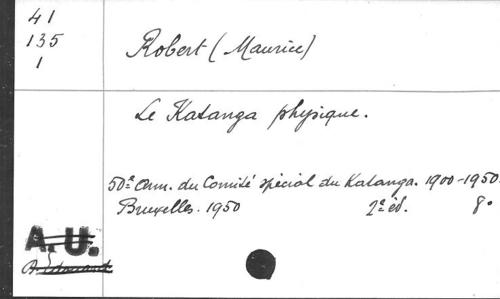 41
135
1
Robert (Maurice)
Le Katanga physique.
50e ann. du Comité spécial du Katanga. 1900-1950.
Bruxelles. 1950 2e éd. 8°
A.U.